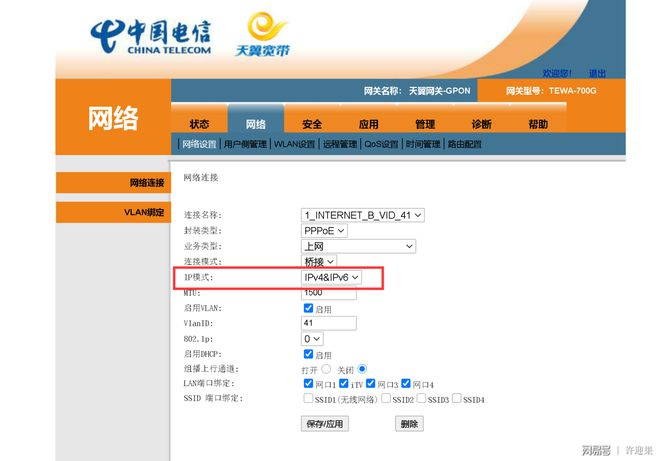 中国电信
CHINA TELECOM
天翼宽带
欢迎您! 退出
网关名称: 天翼网关-GPON 网关型号: TEWA-700G
网络
状态 网络 安全 应用 管理 诊断 帮助
网络设置 用户侧管理 WLAN设置 远程管理 QoS设置 时间管理 路由配置
网络连接
VLAN绑定
网络连接
连接名称: 1_INTERNET_B_VID_41
封装类型: PPPoE
业务类型: 上网
连接模式: 桥接
IP模式: IPv4&IPv6
MTU: 1500
启用VLAN: 启用
VlanID: 41
802.1p: 0
启用DHCP: 启用
组播上行通道: 打开 关闭
LAN端口绑定: 网口1 iTV 网口3 网口4
SSID 端口绑定: SSID1(无线网络) SSID2 SSID3 SSID4
保存/应用 删除
网易号 | 许迎果